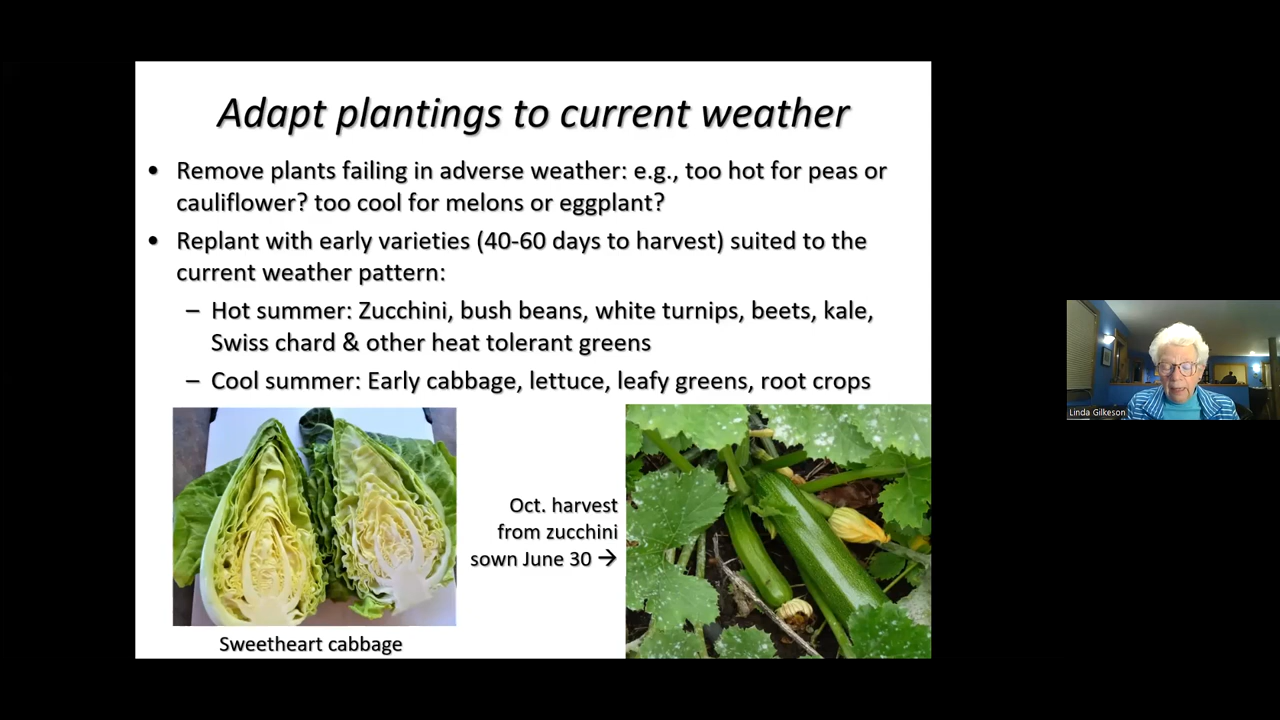 Adapt plantings to current weather
• Remove plants failing in adverse weather: e.g., too hot for peas or
cauliflower? too cool for melons or eggplant?
• Replant with early varieties (40-60 days to harvest) suited to the
current weather pattern:
– Hot summer: Zucchini, bush beans, white turnips, beets, kale,
Swiss chard & other heat tolerant greens
– Cool summer: Early cabbage, lettuce, leafy greens, root crops
Oct. harvest
from zucchini
sown June 30 →
Sweetheart cabbage
Linda Gilkeson